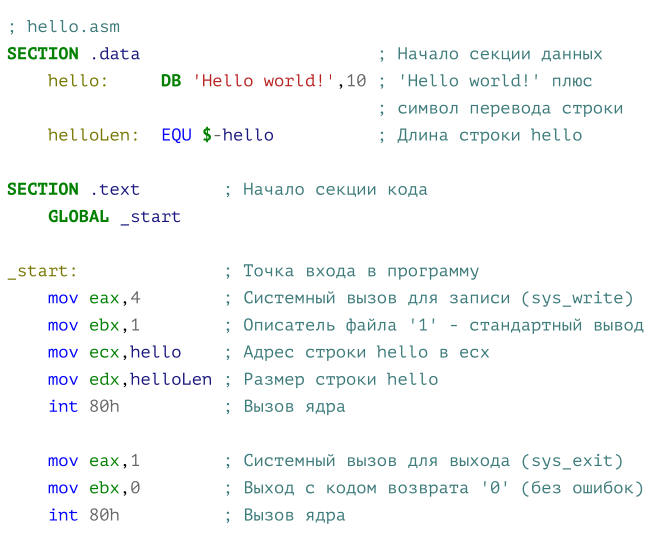 ; hello.asm
SECTION .data ; Начало секции данных
hello: DB 'Hello world!',10 ; 'Hello world!' плюс
; символ перевода строки
helloLen: EQU $-hello ; Длина строки hello
SECTION .text ; Начало секции кода
GLOBAL _start
_start: ; Точка входа в программу
mov eax,4 ; Системный вызов для записи (sys_write)
mov ebx,1 ; Описатель файла '1' - стандартный вывод
mov ecx,hello ; Адрес строки hello в ecx
mov edx,helloLen ; Размер строки hello
int 80h ; Вызов ядра
mov eax,1 ; Системный вызов для выхода (sys_exit)
mov ebx,0 ; Выход с кодом возврата '0' (без ошибок)
int 80h ; Вызов ядра